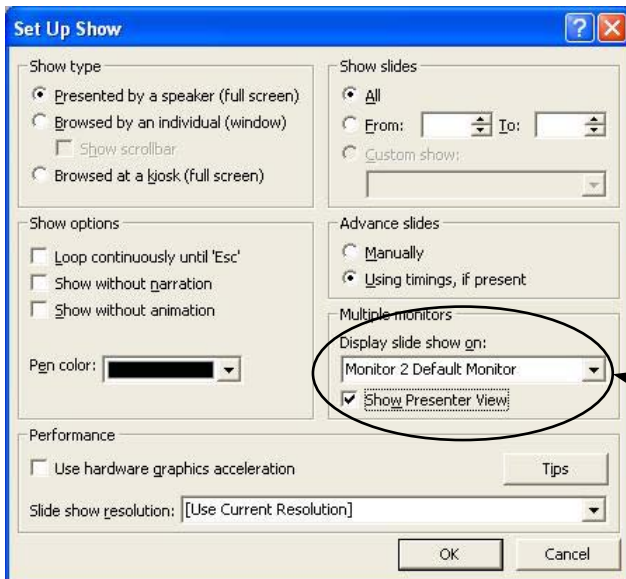 Set Up Show
Show type
Presented by a speaker (full screen)
Browsed by an individual (window)
Show scrollbar
Browsed at a kiosk (full screen)
Show slides
All
From: To:
Custom show:
Show options
Loop continuously until 'Esc'
Show without narration
Show without animation
Pen color:
Advance slides
Manually
Using timings, if present
Multiple monitors
Display slide show on:
Monitor 2 Default Monitor
Show Presenter View
Performance
Use hardware graphics acceleration
Tips
Slide show resolution: [Use Current Resolution]
OK Cancel